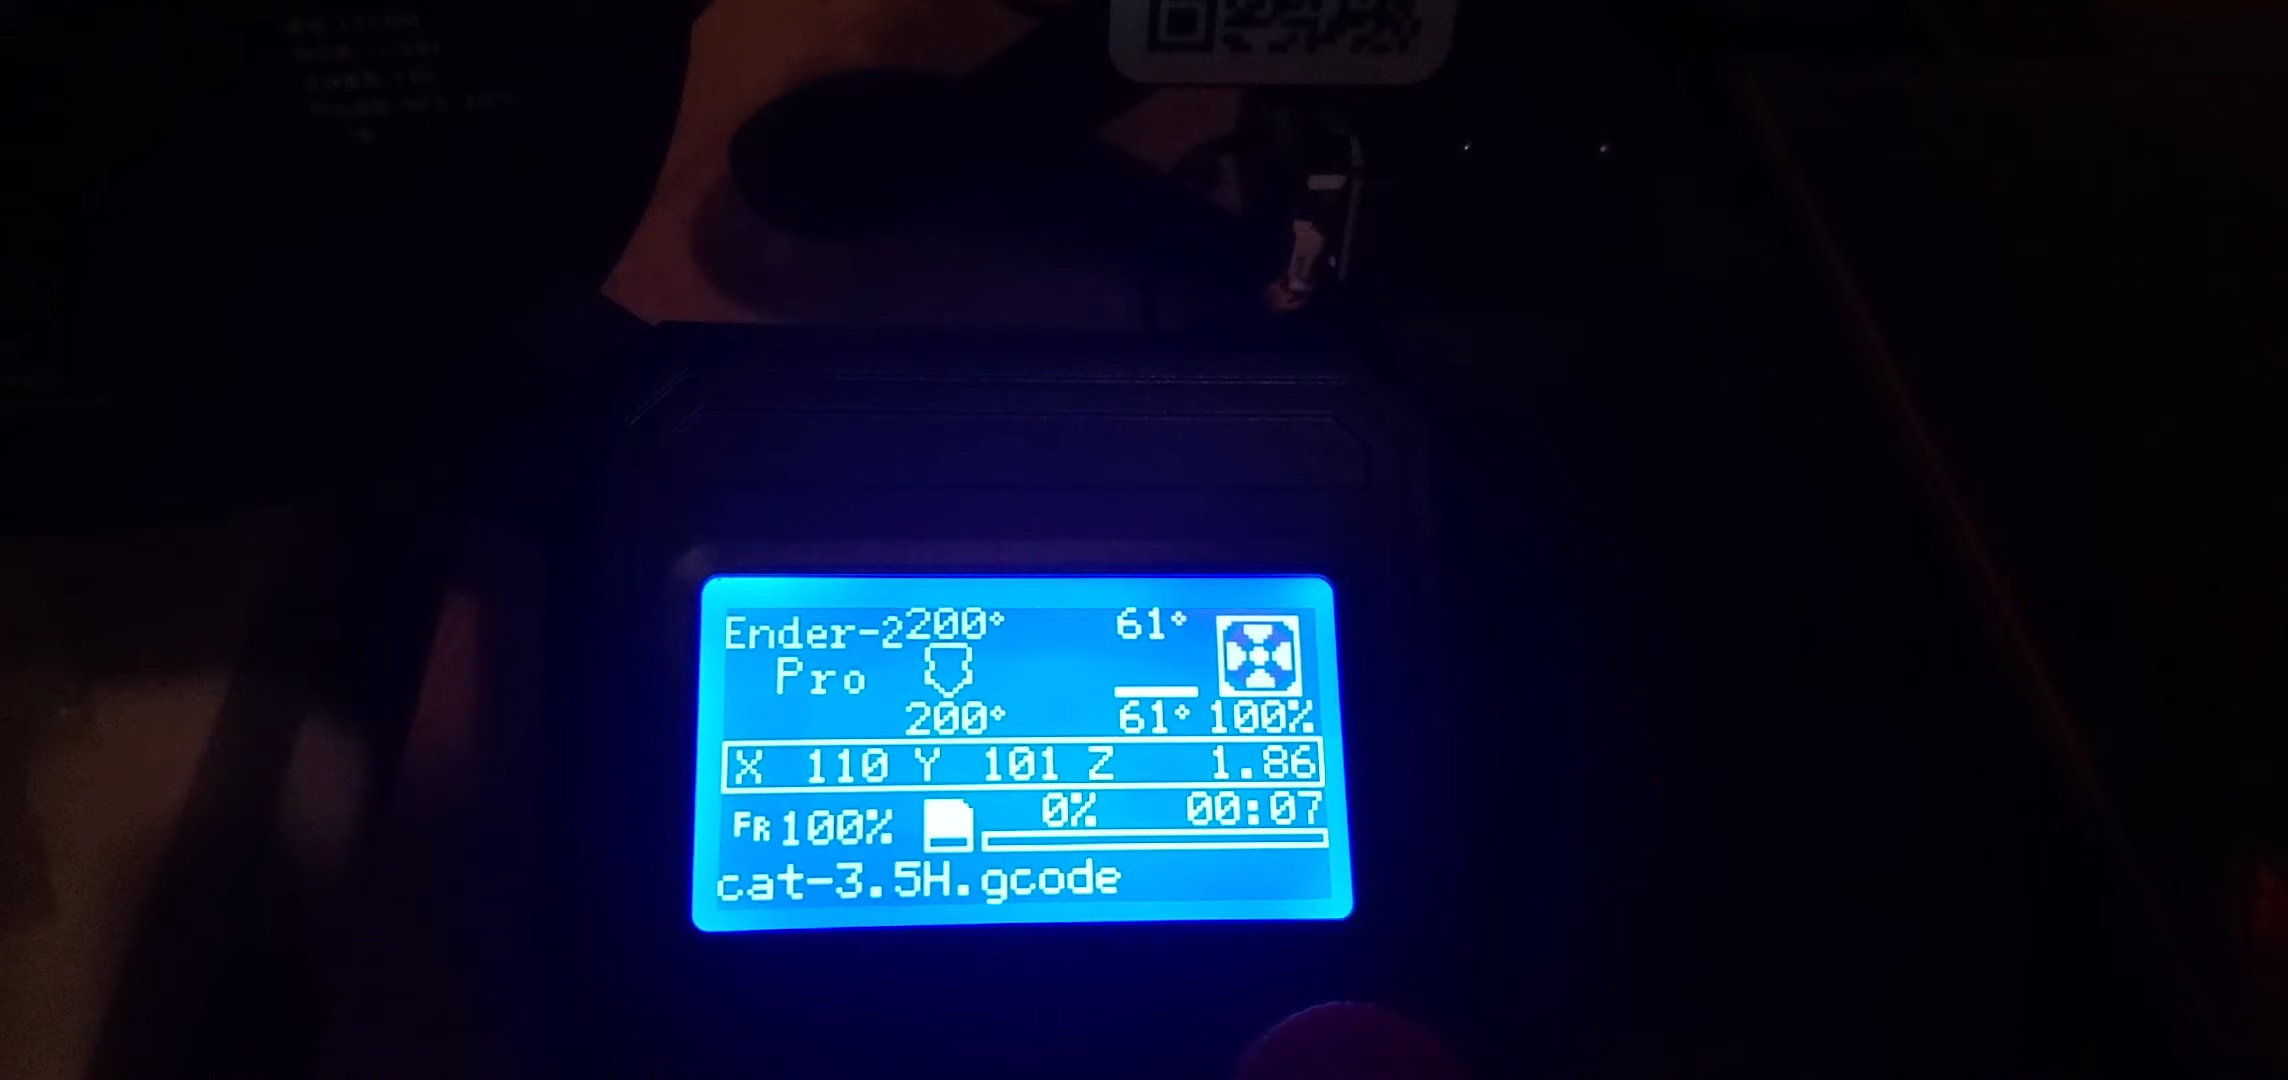 Ender-2 200° 61°
Pro
200° 61° 100%
X 110 Y 101 Z 1.86
FR 100% 0% 00:07
cat-3.5H.gcode